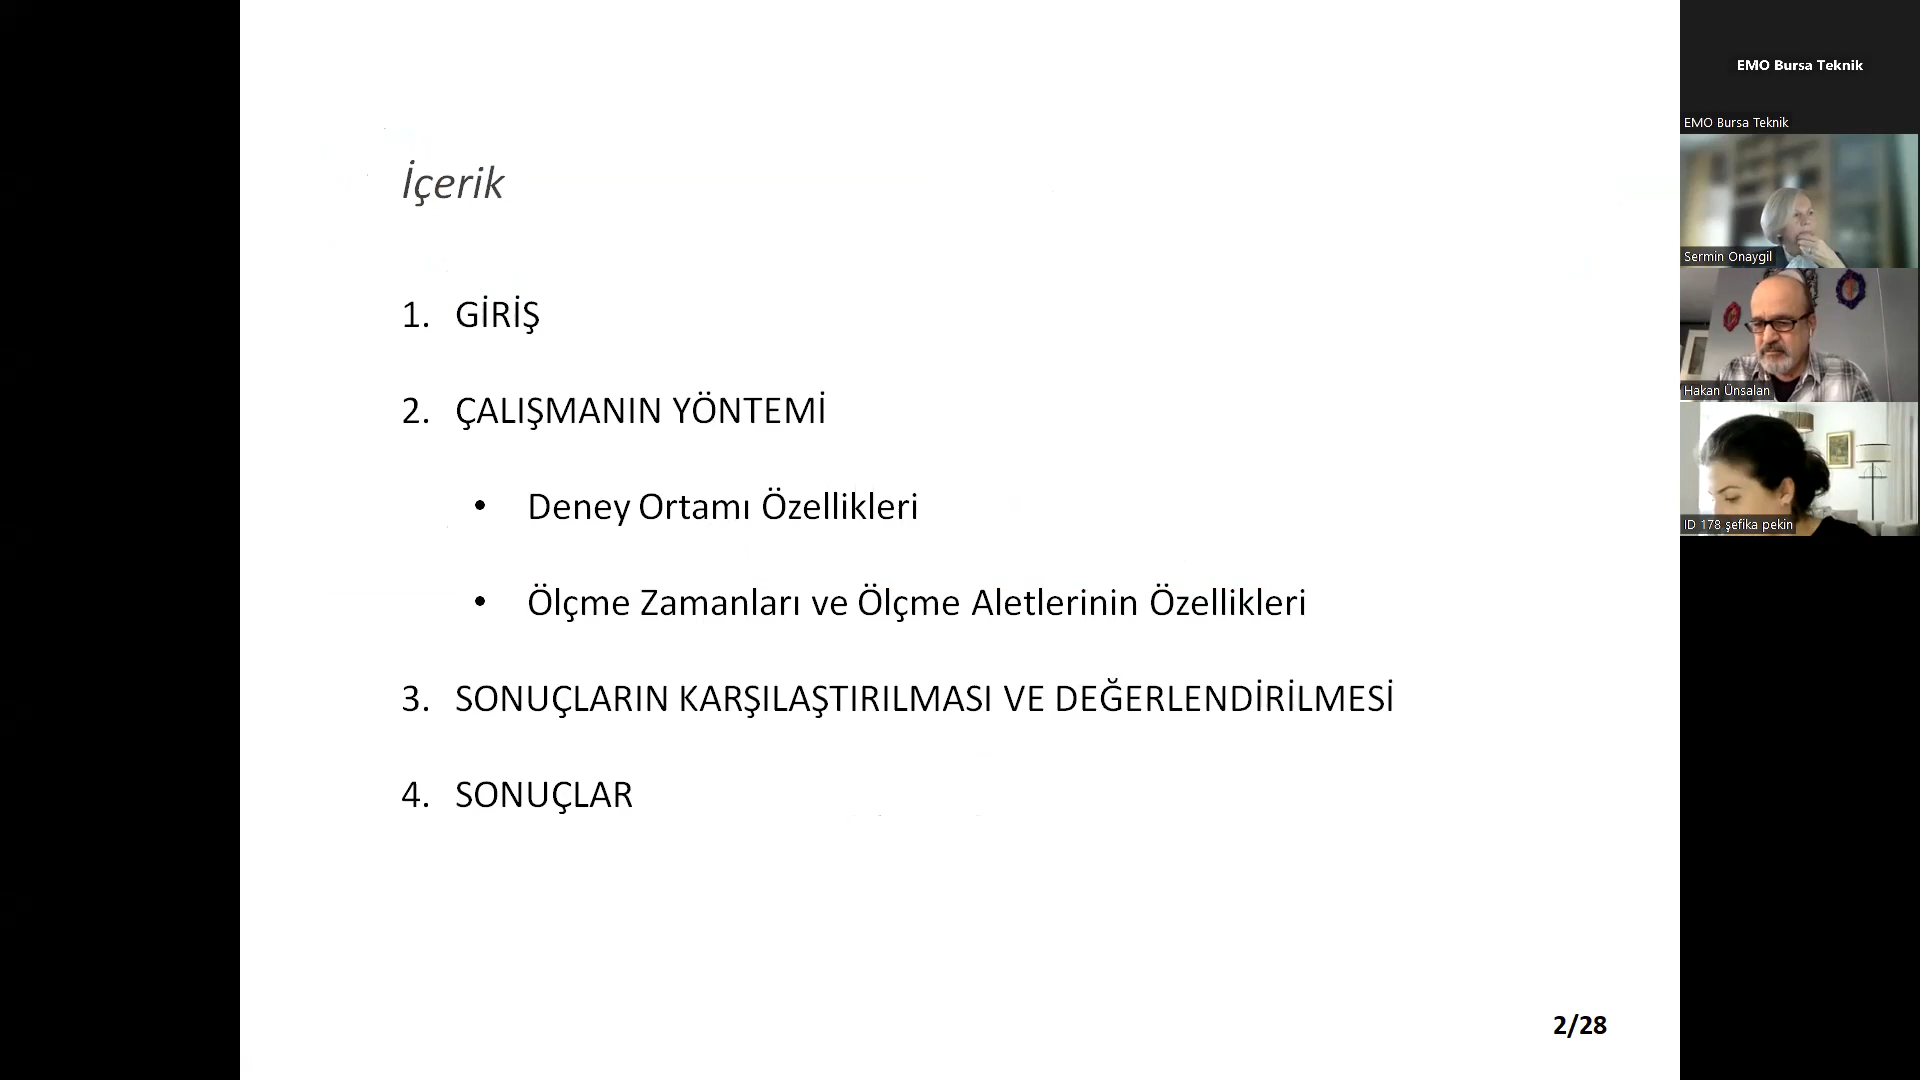 İçerik
1. GİRİŞ
2. ÇALIŞMANIN YÖNTEMİ
• Deney Ortamı Özellikleri
• Ölçme Zamanları ve Ölçme Aletlerinin Özellikleri
3. SONUÇLARIN KARŞILAŞTIRILMASI VE DEĞERLENDİRİLMESİ
4. SONUÇLAR
2/28
EMO Bursa Teknik
EMO Bursa Teknik
Sermin Onaygil
Hakan Ünsalan
ID 178 şefika pekin